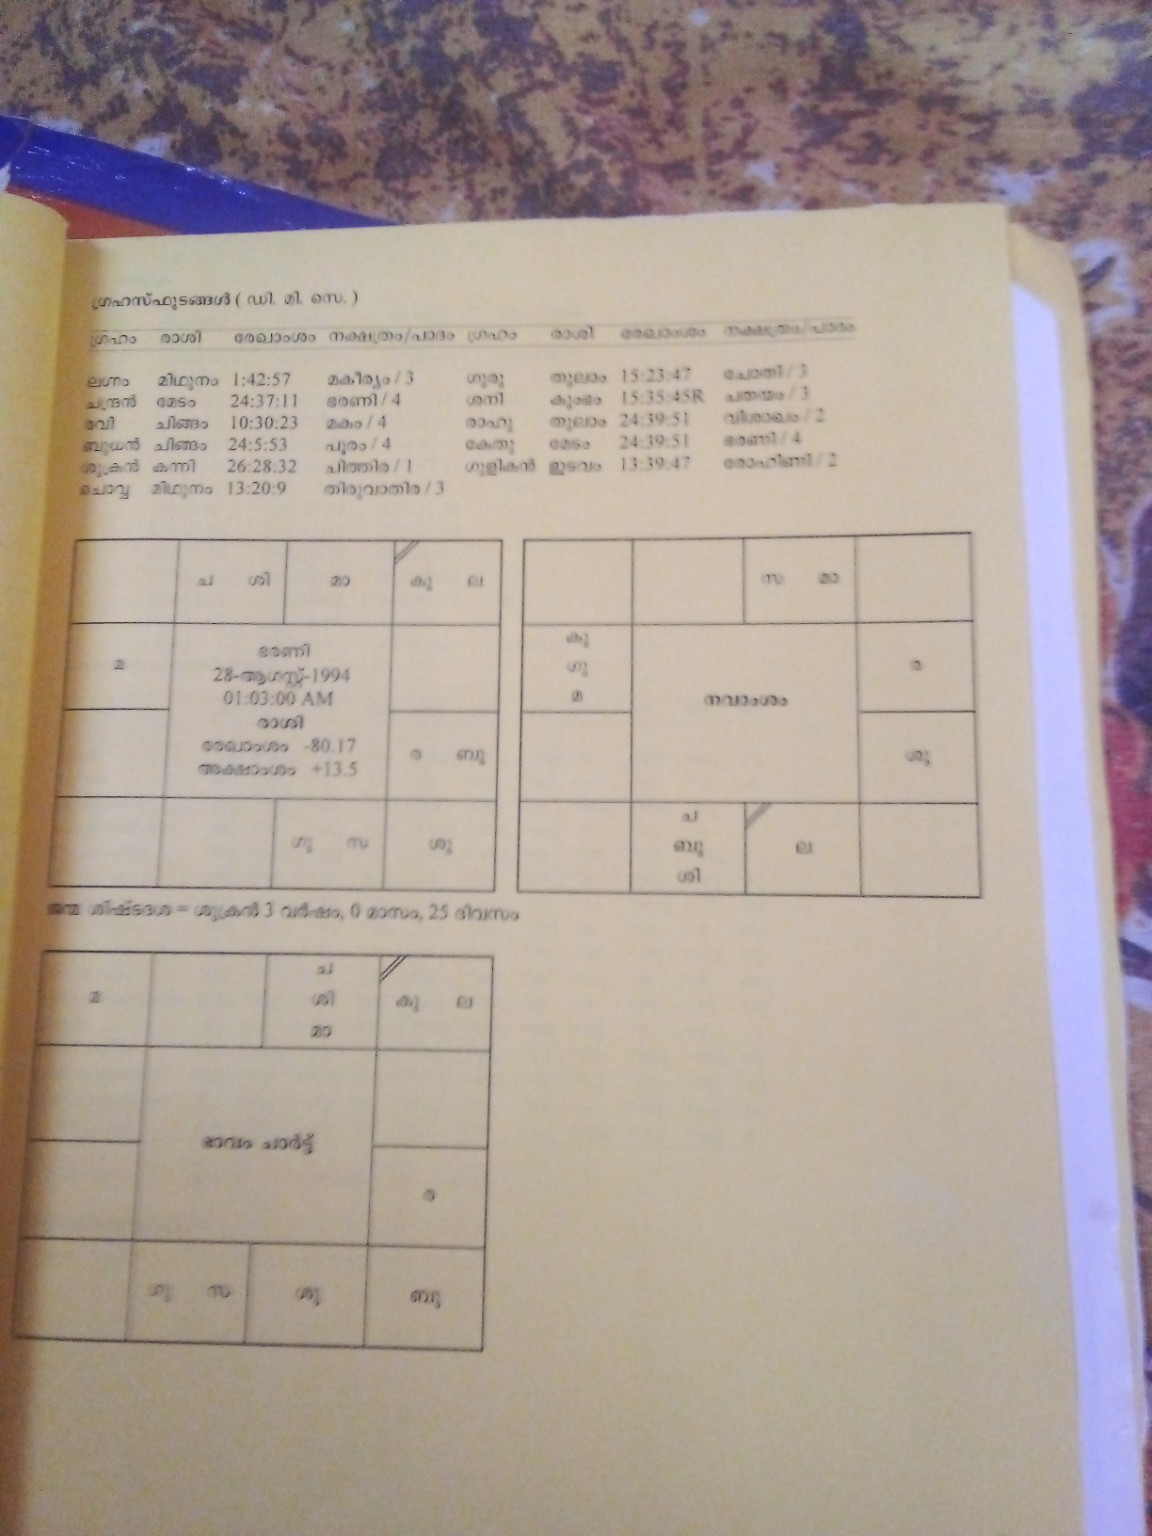 ഗ്രഹസ്ഫുടങ്ങൾ ( ഡി. മി. സെ. )
ഗ്രഹം രാശി രേഖാംശം നക്ഷത്രം/പാദം ഗ്രഹം രാശി രേഖാംശം നക്ഷത്രം/പാദം
ലഗ്നം മിഥുനം 1:42:57 മകീര്യം / 3 ഗുരു തുലാം 15:23:47 ചോതി / 3
ചന്ദ്രൻ മേടം 24:37:11 ഭരണി / 4 ശനി കുംഭം 15:35:45R ചതയം / 3
രവി ചിങ്ങം 10:30:23 മകം / 4 രാഹു തുലാം 24:39:51 വിശാഖം / 2
ബുധൻ ചിങ്ങം 24:5:53 പൂരം / 4 കേതു മേടം 24:39:51 ഭരണി / 4
ശുക്രൻ കന്നി 26:28:32 ചിത്തിര / 1 ഗുളികൻ ഇടവം 13:39:47 രോഹിണി / 2
ചൊവ്വ മിഥുനം 13:20:9 തിരുവാതിര / 3
ച ശി മാ കു ല
മ
ഭരണി
28-ആഗസ്റ്റ്-1994
01:03:00 AM
രാശി
രേഖാംശം -80.17
അക്ഷാംശം +13.5
ര ബു
ഗു സ ശു
സ മാ
കു
ഗു
മ
നവാംശം
ര
ശു
ച
ബു
ശി
ല
ജന്മ ശിഷ്ടദശ = ശുക്രൻ 3 വർഷം, 0 മാസം, 25 ദിവസം
മ
ച
ശി
മാ
കു ല
ഭാവം ചാർട്ട്
ര
ഗു സ ശു ബു